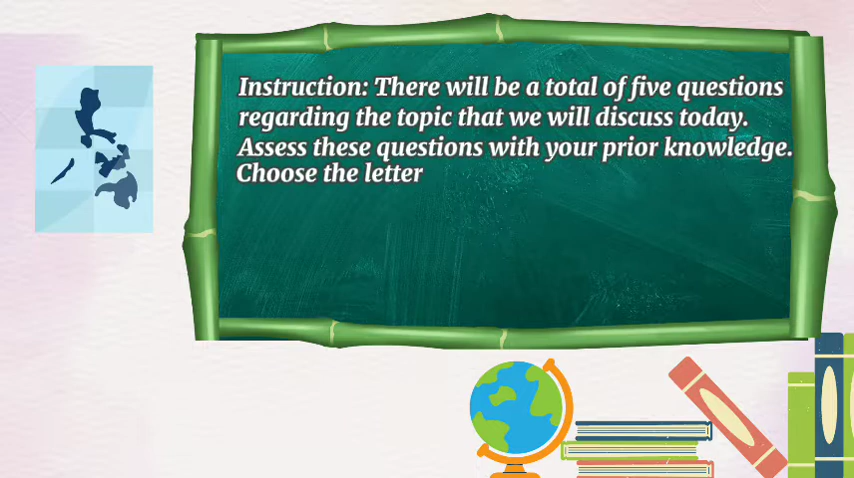 Instruction: There will be a total of five questions
regarding the topic that we will discuss today.
Assess these questions with your prior knowledge.
Choose the letter